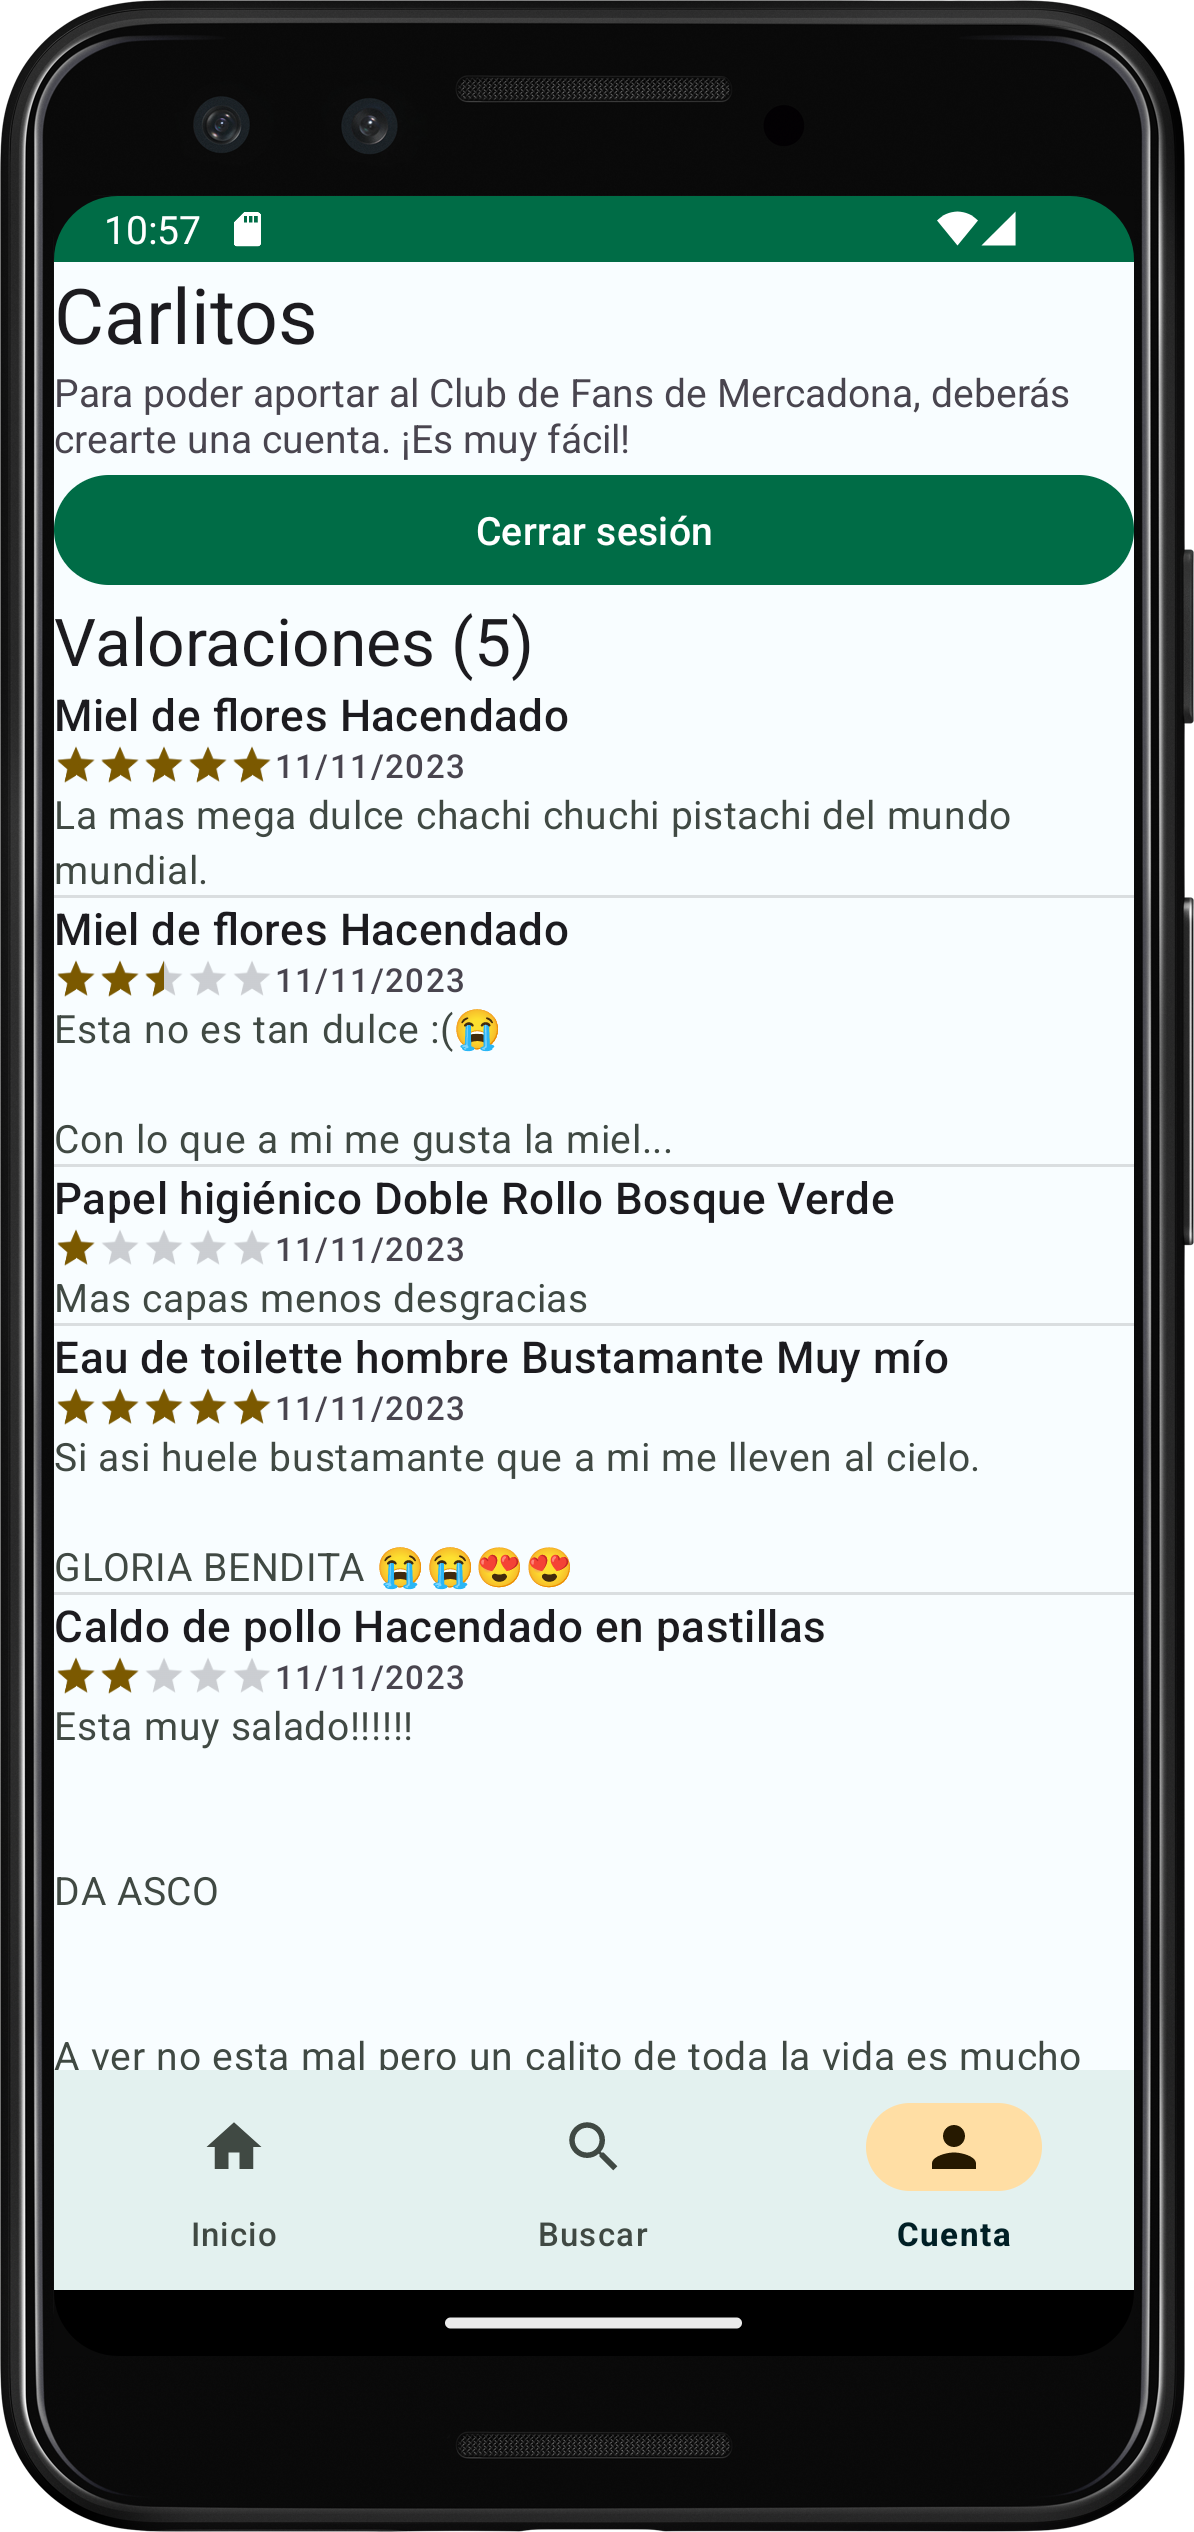 10:57
Carlitos
Para poder aportar al Club de Fans de Mercadona, deberás
crearte una cuenta. ¡Es muy fácil!
Cerrar sesión
Valoraciones (5)
Miel de flores Hacendado
11/11/2023
La mas mega dulce chachi chuchi pistachi del mundo
mundial.
Miel de flores Hacendado
11/11/2023
Esta no es tan dulce :(😭
Con lo que a mi me gusta la miel...
Papel higiénico Doble Rollo Bosque Verde
11/11/2023
Mas capas menos desgracias
Eau de toilette hombre Bustamante Muy mío
11/11/2023
Si asi huele bustamante que a mi me lleven al cielo.
GLORIA BENDITA 😭😭😍😍
Caldo de pollo Hacendado en pastillas
11/11/2023
Esta muy salado!!!!!!
DA ASCO
A ver no esta mal pero un calito de toda la vida es mucho
Inicio
Buscar
Cuenta